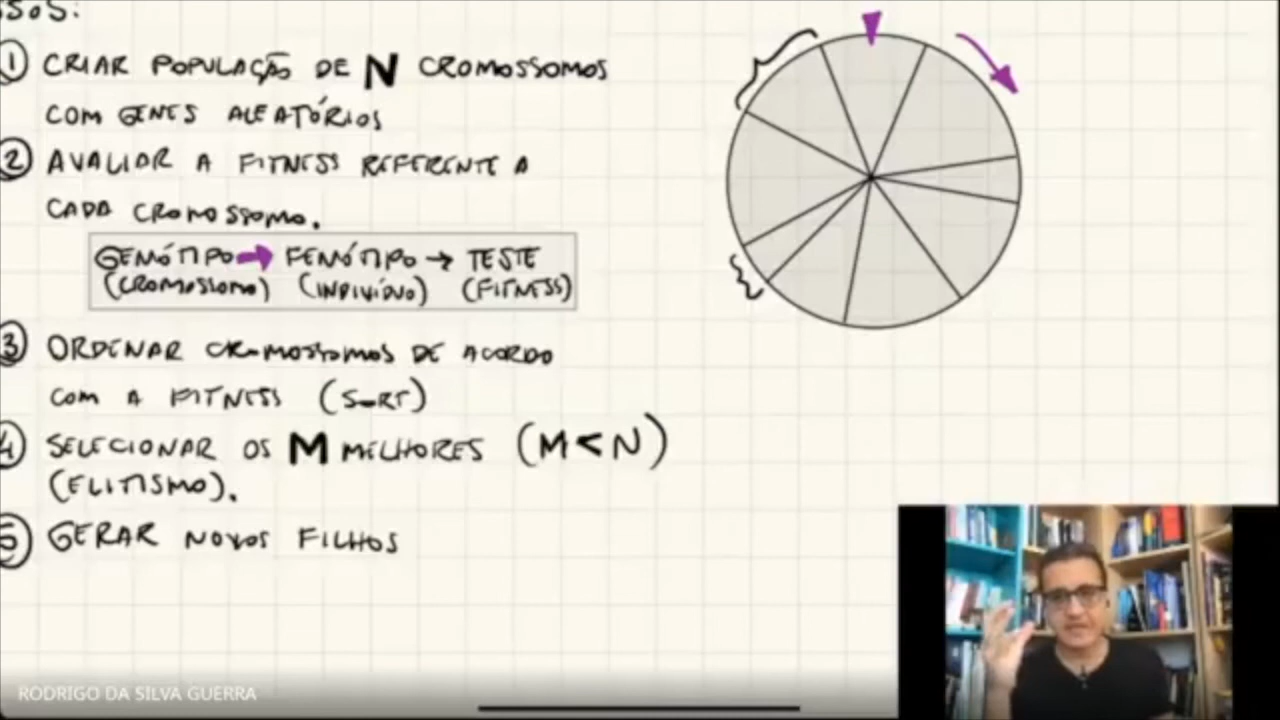 SSOS:
1 CRIAR POPULAÇÃO DE N CROMOSSOMOS
COM GENES ALEATÓRIOS
2 AVALIAR A FITNESS REFERENTE A
CADA CROMOSSOMO.
GENÓTIPO → FENÓTIPO → TESTE
(CROMOSSOMO) (INDIVÍDUO) (FITNESS)
3 ORDENAR CROMOSSOMOS DE ACORDO
COM A FITNESS (SORT)
4 SELECIONAR OS M MELHORES (M < N)
(ELITISMO).
5 GERAR NOVOS FILHOS
RODRIGO DA SILVA GUERRA